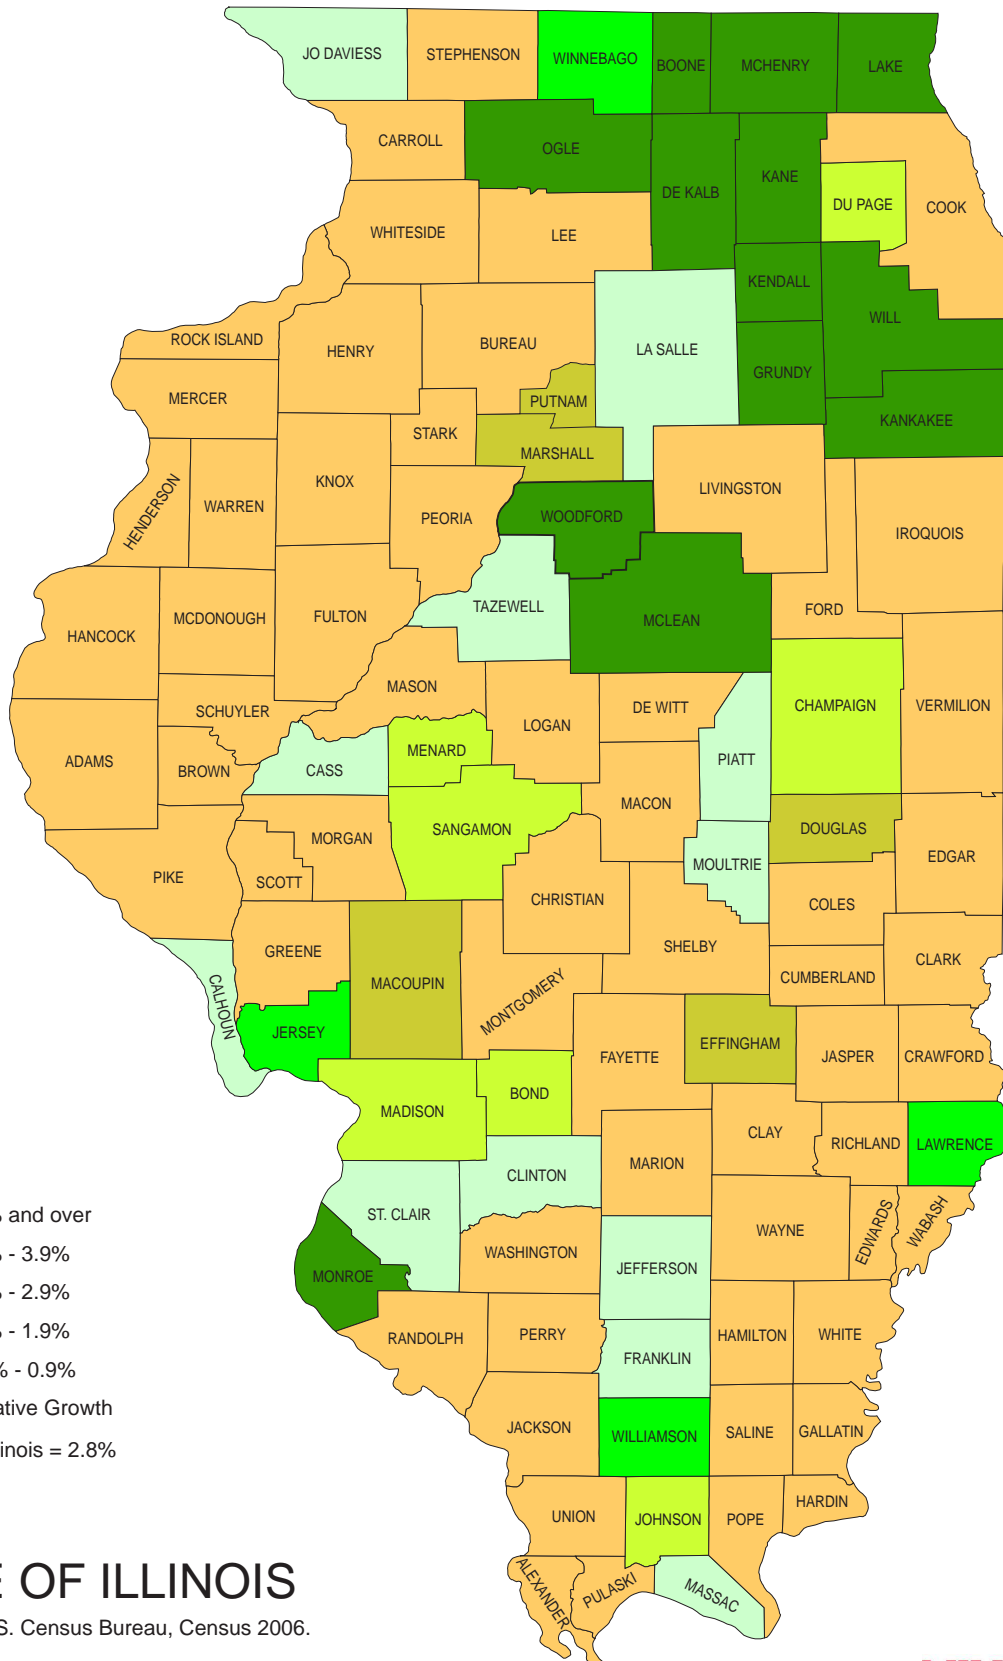 JO DAVIESS
STEPHENSON
WINNEBAGO
BOONE
MCHENRY
LAKE
CARROLL
OGLE
DE KALB
KANE
DU PAGE
COOK
WHITESIDE
LEE
KENDALL
WILL
ROCK ISLAND
HENRY
BUREAU
LA SALLE
GRUNDY
MERCER
PUTNAM
KANKAKEE
STARK
MARSHALL
HENDERSON
WARREN
KNOX
PEORIA
WOODFORD
LIVINGSTON
IROQUOIS
HANCOCK
MCDONOUGH
FULTON
TAZEWELL
MCLEAN
FORD
MASON
SCHUYLER
LOGAN
DE WITT
CHAMPAIGN
VERMILION
ADAMS
BROWN
CASS
MENARD
PIATT
MACON
SANGAMON
MORGAN
DOUGLAS
EDGAR
PIKE
SCOTT
CHRISTIAN
MOULTRIE
COLES
GREENE
MACOUPIN
MONTGOMERY
SHELBY
CUMBERLAND
CLARK
CALHOUN
JERSEY
FAYETTE
EFFINGHAM
JASPER
CRAWFORD
MADISON
BOND
CLAY
RICHLAND
LAWRENCE
MARION
CLINTON
ST. CLAIR
WAYNE
EDWARDS
WABASH
WASHINGTON
JEFFERSON
MONROE
RANDOLPH
PERRY
HAMILTON
WHITE
FRANKLIN
JACKSON
WILLIAMSON
SALINE
GALLATIN
UNION
JOHNSON
POPE
HARDIN
ALEXANDER
PULASKI
MASSAC
and over
- 3.9%
- 2.9%
- 1.9%
% - 0.9%
ative Growth
linois = 2.8%
E OF ILLINOIS
S. Census Bureau, Census 2006.